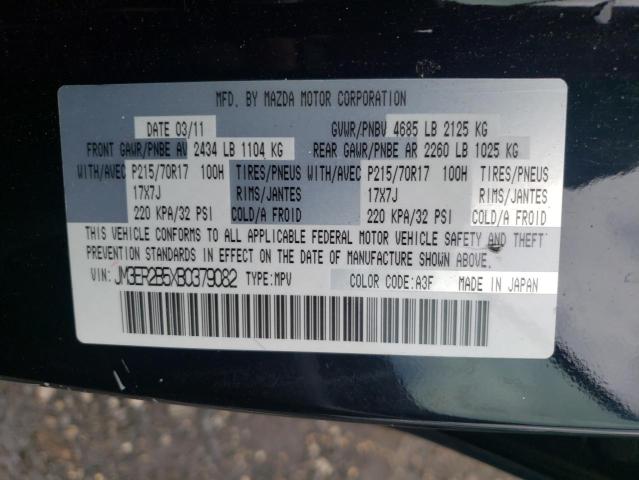 MFD. BY MAZDA MOTOR CORPORATION
DATE 03/11 GVWR/PNBV 4685 LB 2125 KG
FRONT GAWR/PNBE AV 2434 LB 1104 KG REAR GAWR/PNBE AR 2260 LB 1025 KG
WITH/AVEC P215/70R17 100H TIRES/PNEUS WITH/AVEC P215/70R17 100H TIRES/PNEUS
17X7J RIMS/JANTES 17X7J RIMS/JANTES
220 KPA/32 PSI COLD/A FROID 220 KPA/32 PSI COLD/A FROID
THIS VEHICLE CONFORMS TO ALL APPLICABLE FEDERAL MOTOR VEHICLE SAFETY AND THEFT
PREVENTION STANDARDS IN EFFECT ON THE DATE OF MANUFACTURE SHOWN ABOVE.
VIN: JM3ER2B5XB0379082 TYPE:MPV COLOR CODE:A3F MADE IN JAPAN